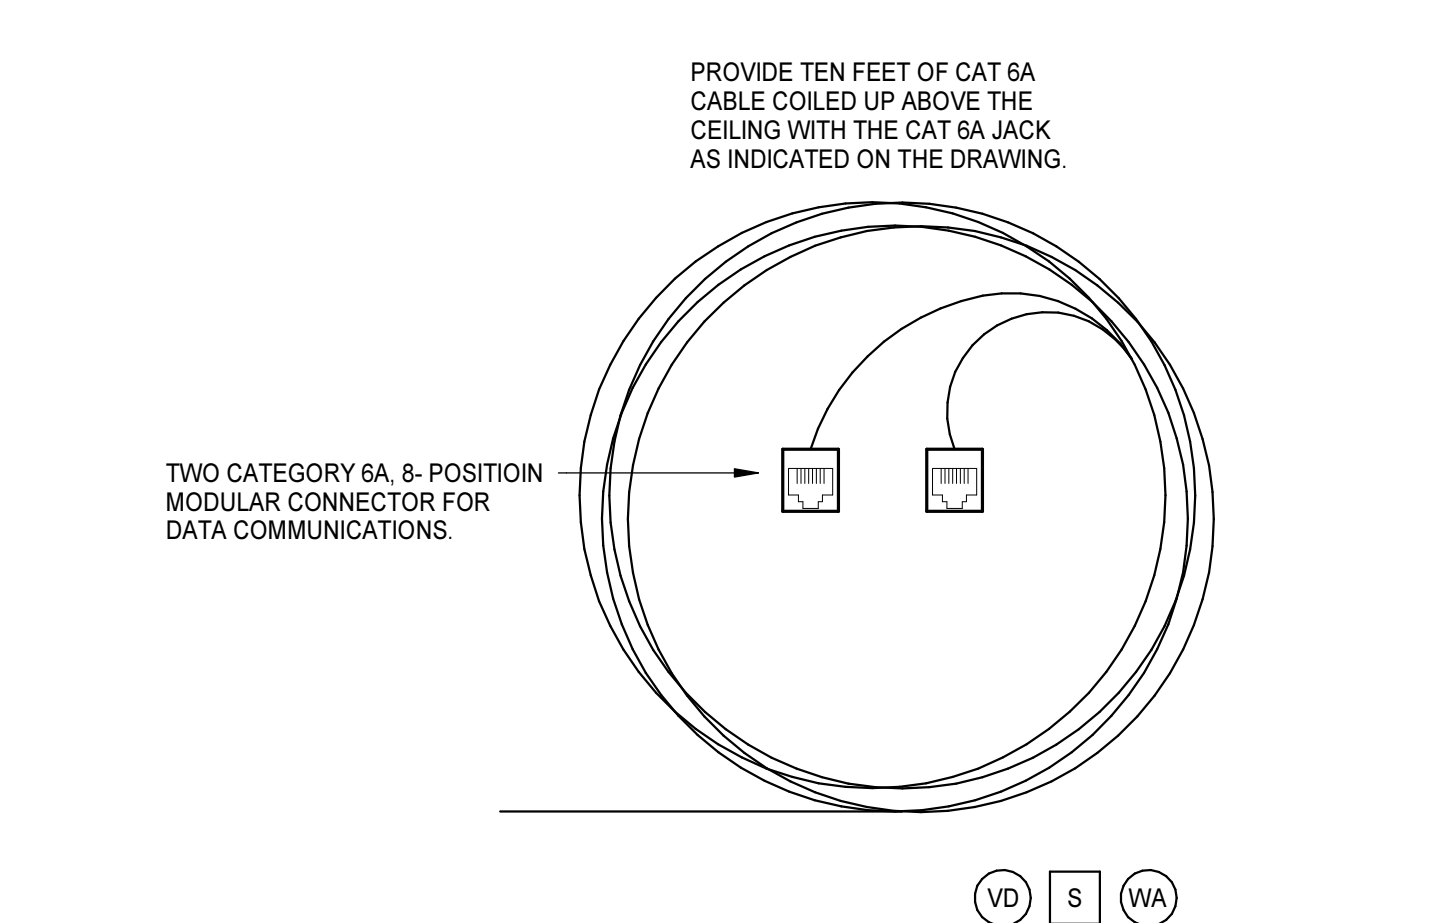 PROVIDE TEN FEET OF CAT 6A
CABLE COILED UP ABOVE THE
CEILING WITH THE CAT 6A JACK
AS INDICATED ON THE DRAWING.
TWO CATEGORY 6A, 8- POSITIOIN
MODULAR CONNECTOR FOR
DATA COMMUNICATIONS.
VD S WA